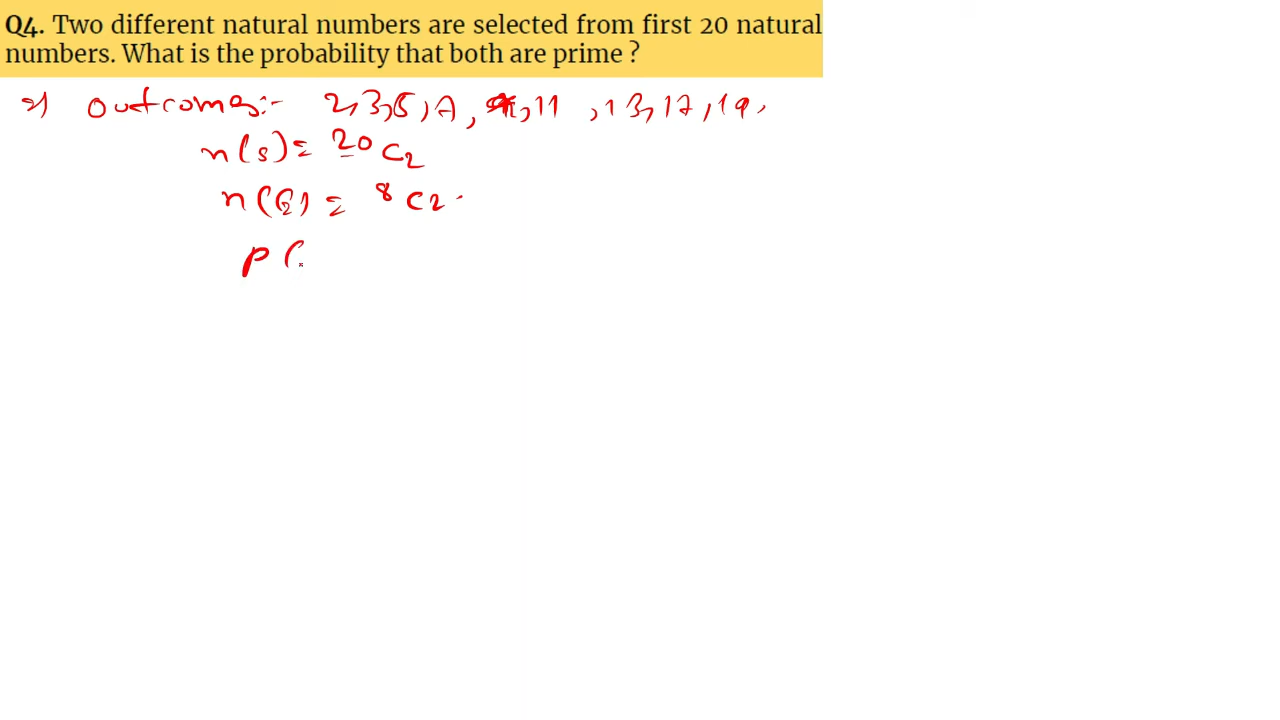 Q4. Two different natural numbers are selected from first 20 natural
numbers. What is the probability that both are prime ?
outcomes:- 2,3,5,7, ,11 ,13,17,19,
n(s)= 20C2
n(E)= 8C2.
P(